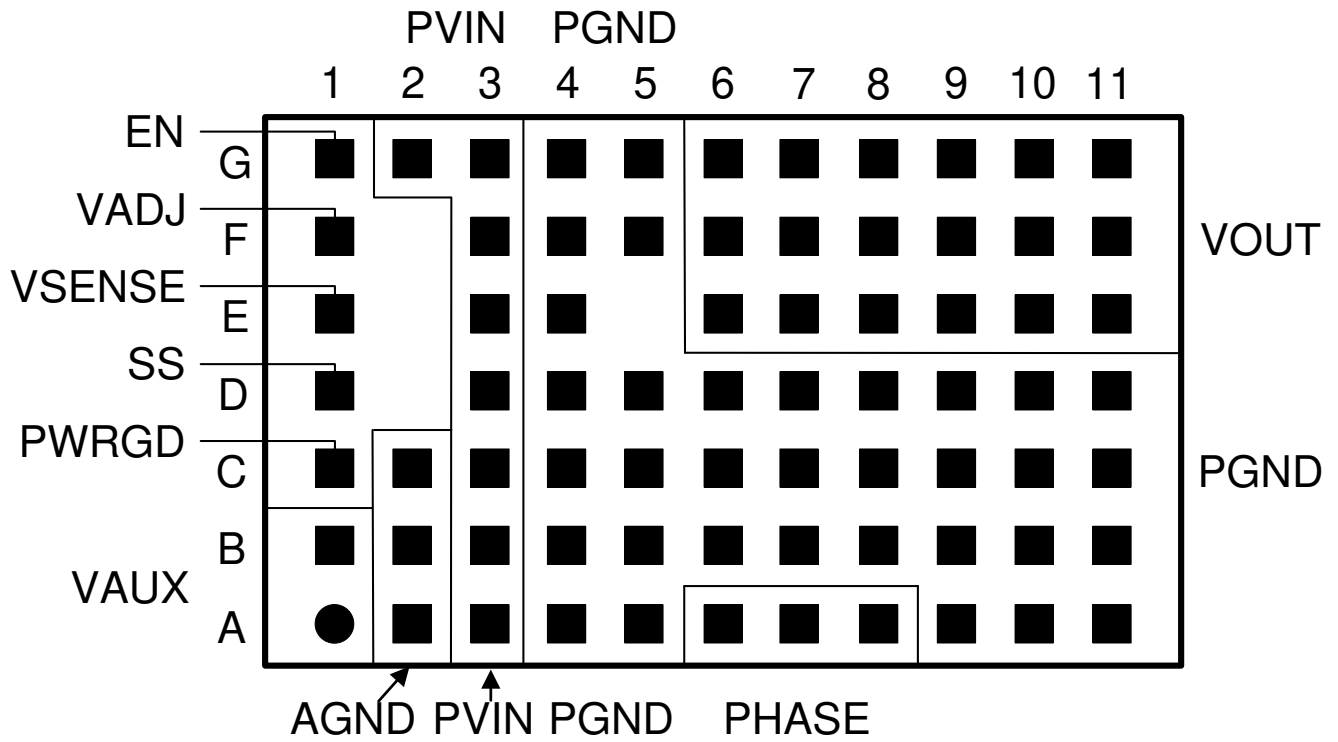 PVIN PGND
1 2 3 4 5 6 7 8 9 10 11
EN
G
VADJ
F
VOUT
VSENSE
E
SS
D
PWRGD
C
PGND
B
VAUX
A
AGND PVIN PGND PHASE